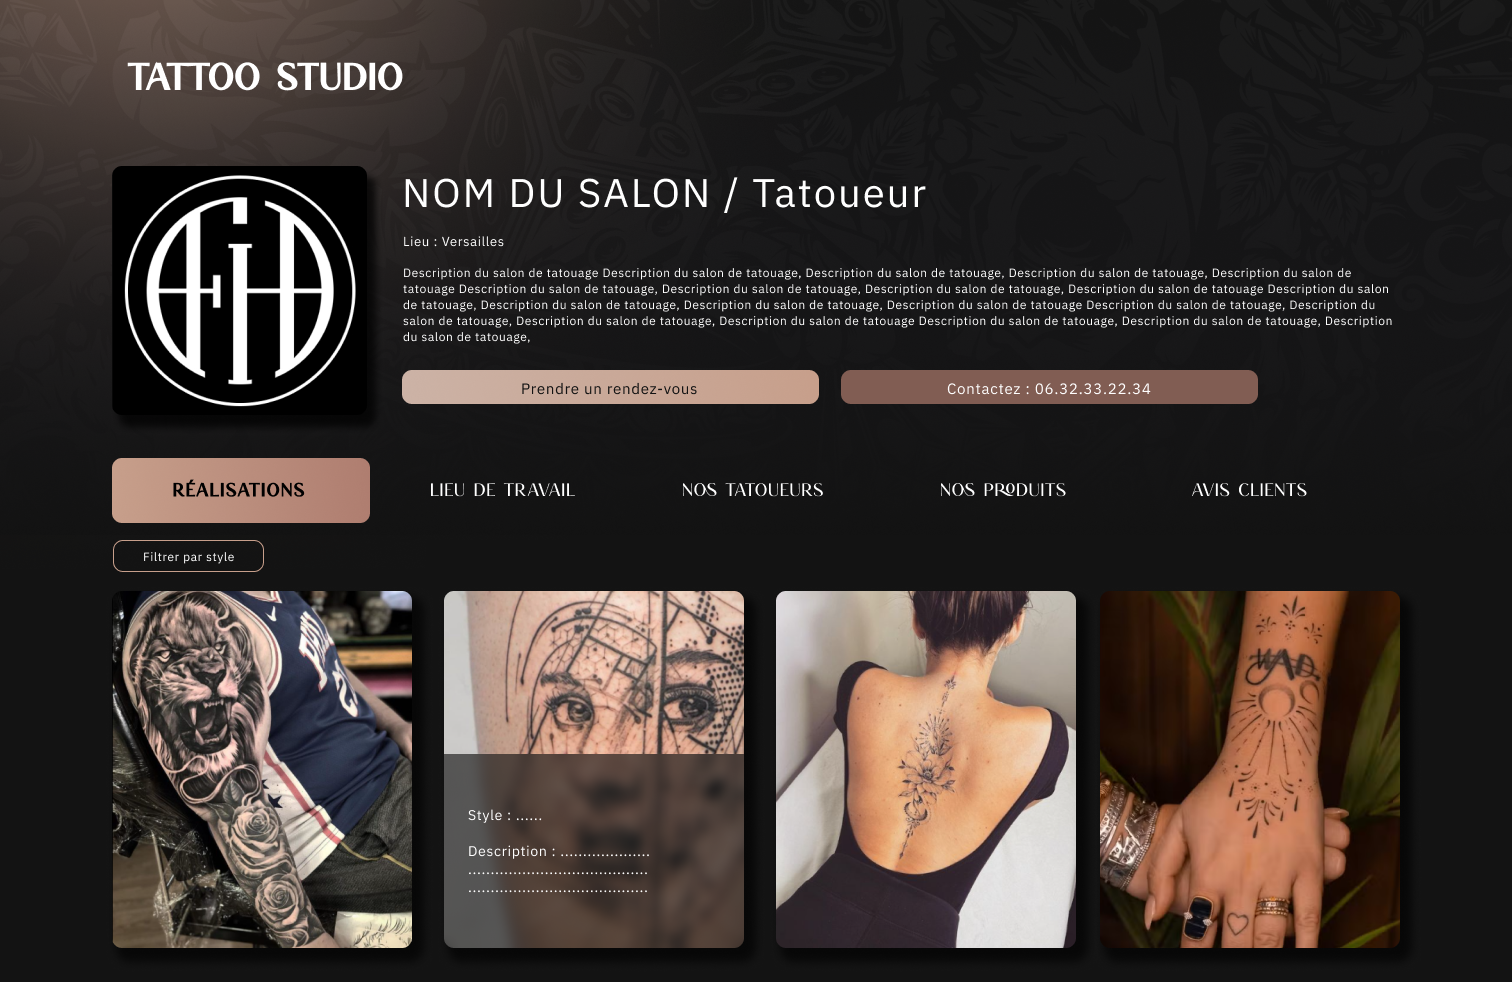 TATTOO STUDIO
NOM DU SALON / Tatoueur
Lieu : Versailles
Description du salon de tatouage Description du salon de tatouage, Description du salon de tatouage, Description du salon de tatouage, Description du salon de
tatouage Description du salon de tatouage, Description du salon de tatouage, Description du salon de tatouage, Description du salon de tatouage Description du salon
de tatouage, Description du salon de tatouage, Description du salon de tatouage, Description du salon de tatouage Description du salon de tatouage, Description du
salon de tatouage, Description du salon de tatouage, Description du salon de tatouage Description du salon de tatouage, Description du salon de tatouage, Description
du salon de tatouage,
Prendre un rendez-vous
Contactez : 06.32.33.22.34
RÉALISATIONS
LIEU DE TRAVAIL
NOS TATOUEURS
NOS PRODUITS
AVIS CLIENTS
Filtrer par style
Style : ......
Description : ....................
........................................
........................................